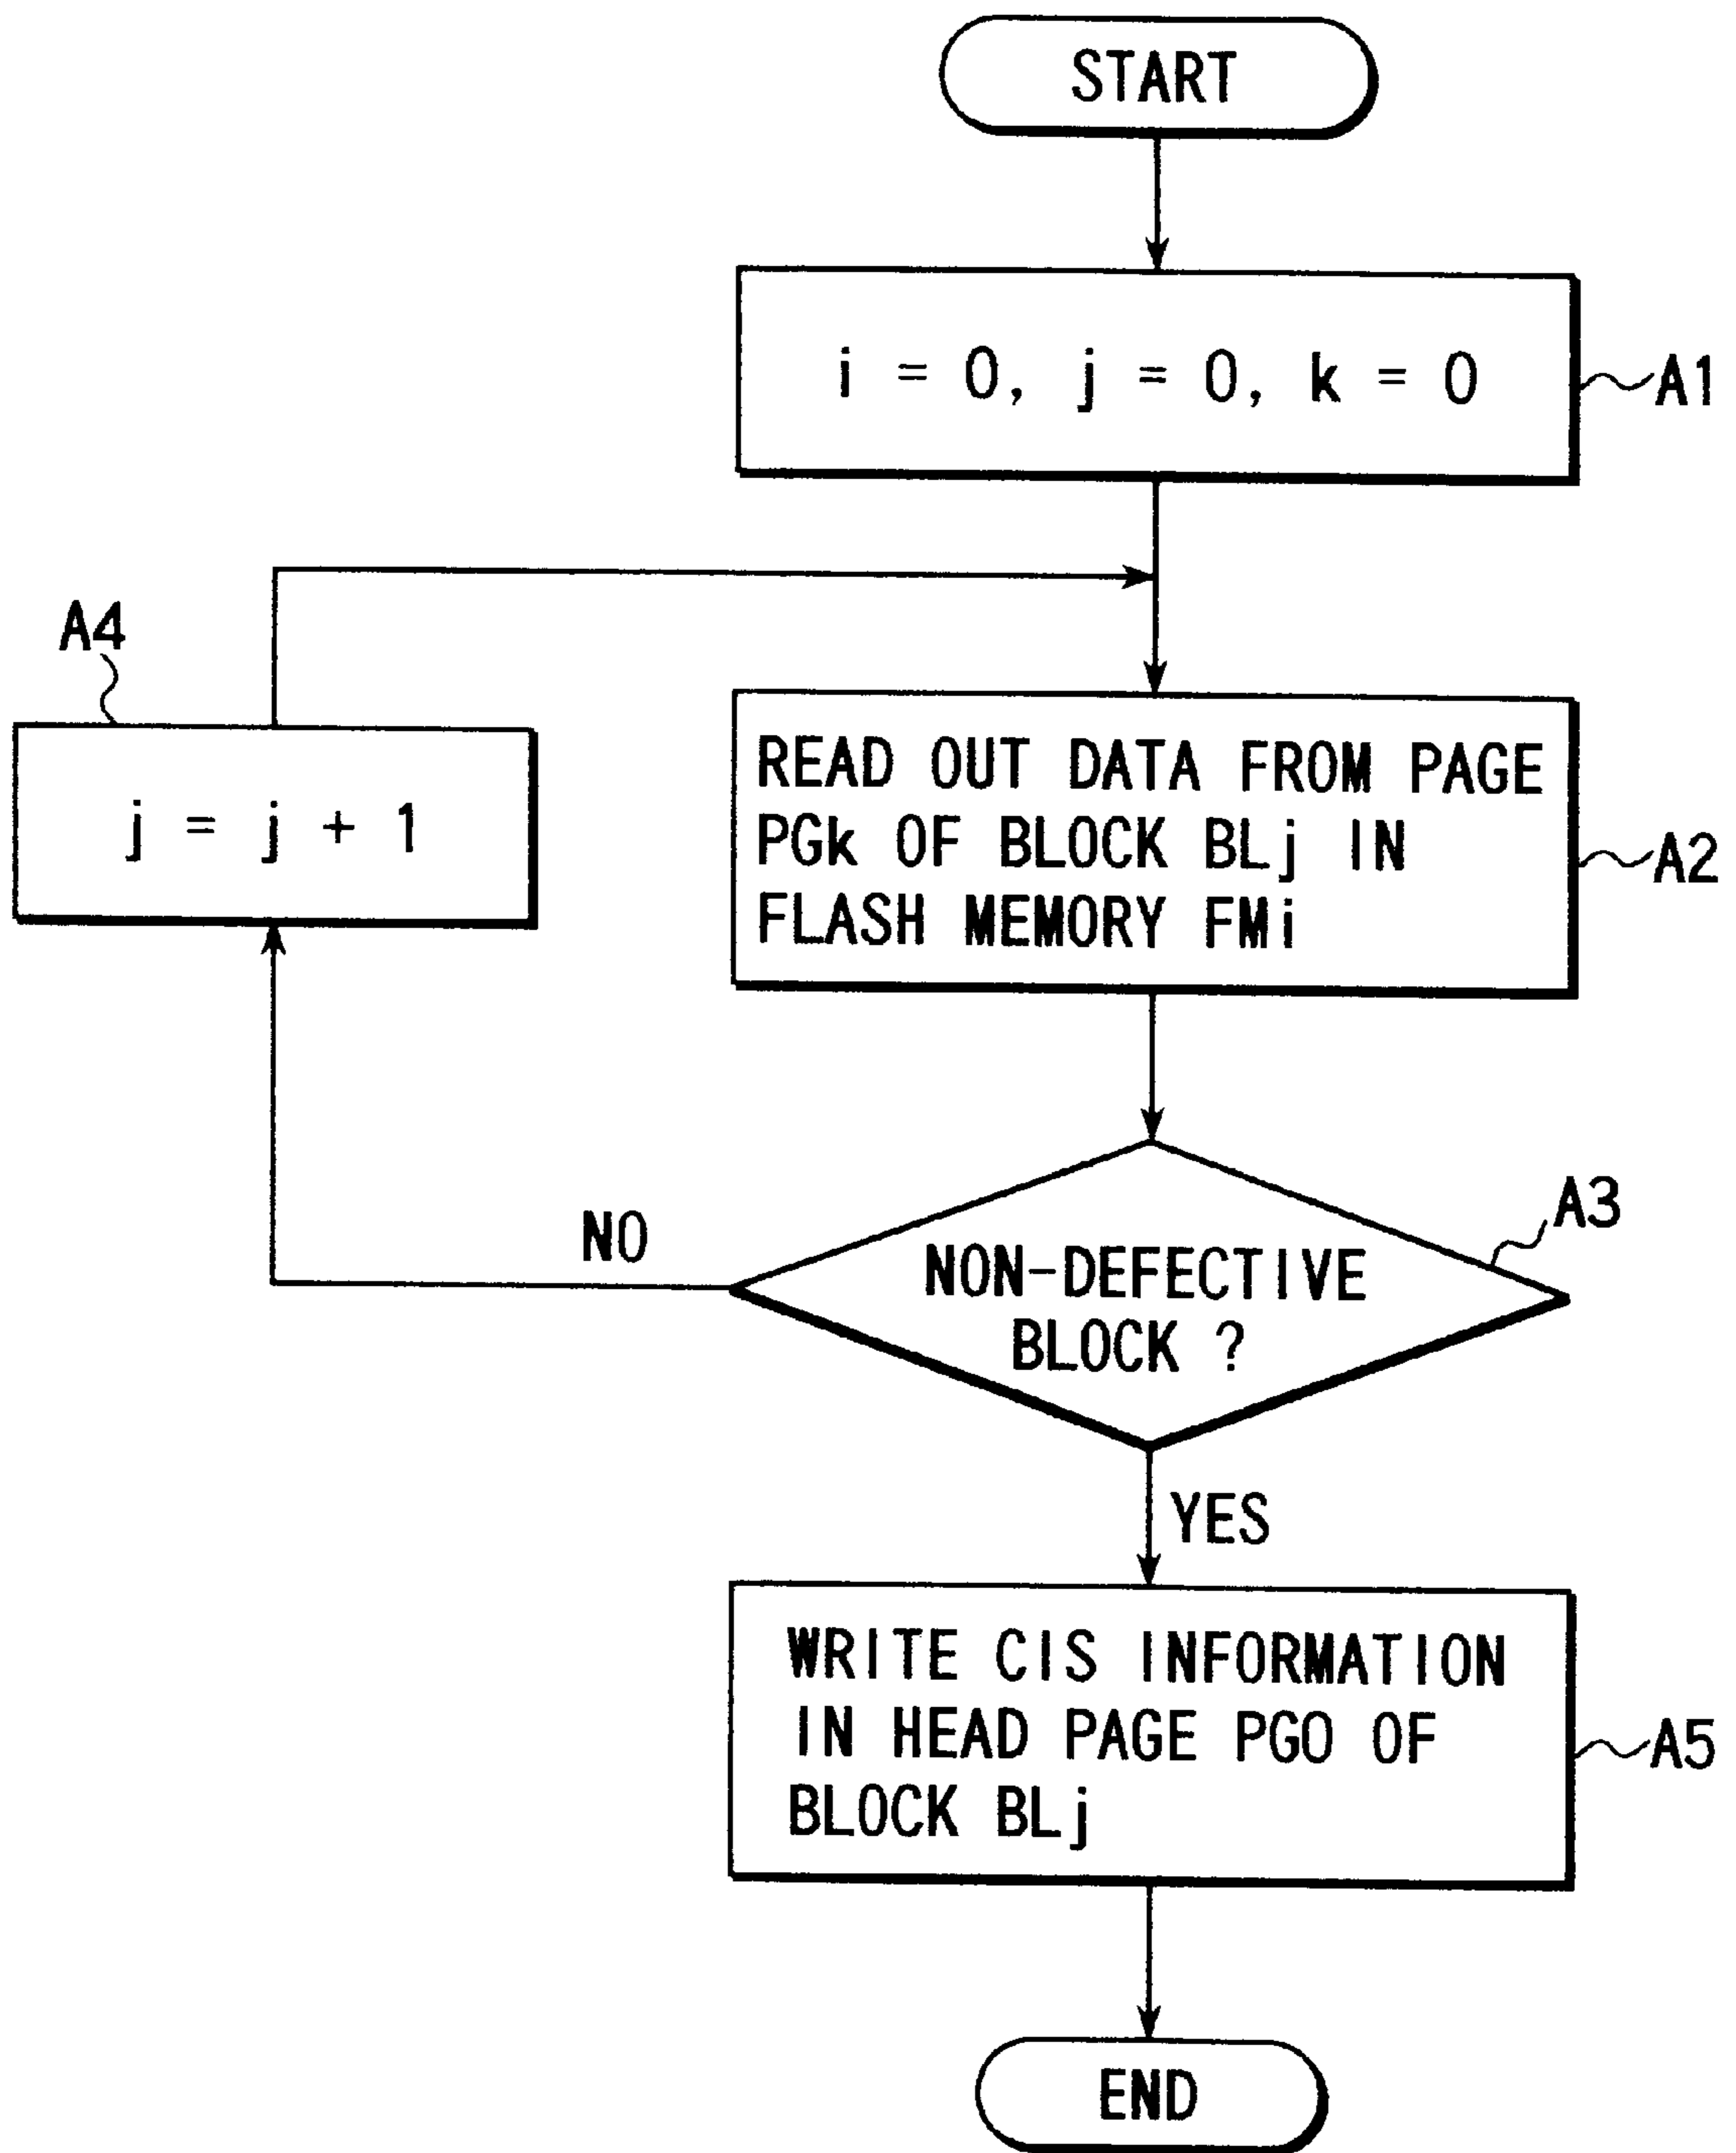 START
i = 0, j = 0, k = 0
A1
A4
j = j + 1
READ OUT DATA FROM PAGE
PGk OF BLOCK BLj IN
FLASH MEMORY FMi
A2
A3
NO
NON-DEFECTIVE
BLOCK ?
YES
WRITE CIS INFORMATION
IN HEAD PAGE PG0 OF
BLOCK BLj
A5
END